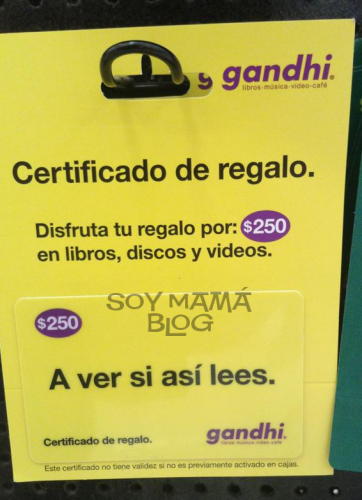 gandhi.
libros-música-video-café
Certificado de regalo.
Disfruta tu regalo por: $250
en libros, discos y videos.
SOY MAMÁ
BLOG
$250
A ver si así lees.
Certificado de regalo.
gandhi.
libros-música-video-café
Este certificado no tiene validez si no es previamente activado en cajas.